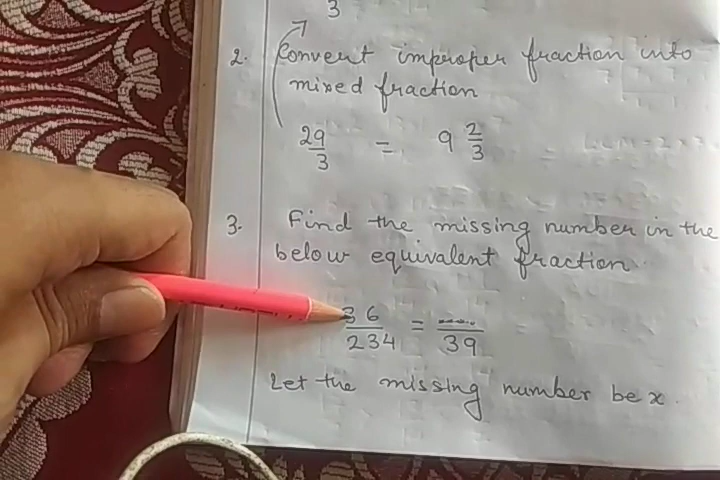 3
2. Convert improper fraction into
mixed fraction
29/3 = 9 2/3
3. Find the missing number in the
below equivalent fraction
36/234 = ....../39
Let the missing number be x.